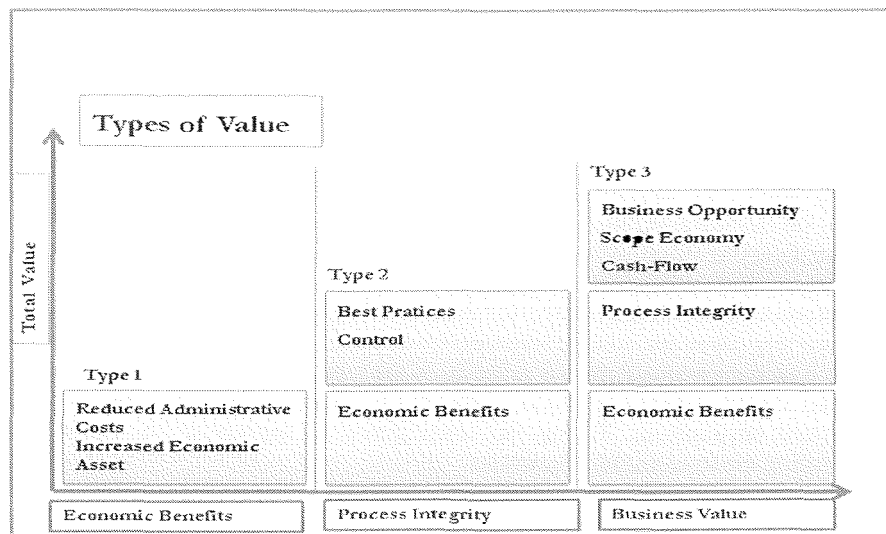 Types of Value
Total Value
Type 1
Reduced Administrative
Costs
Increased Economic
Asset
Type 2
Best Pratices
Control
Economic Benefits
Type 3
Business Opportunity
Scope Economy
Cash-Flow
Process Integrity
Economic Benefits
Economic Benefits
Process Integrity
Business Value